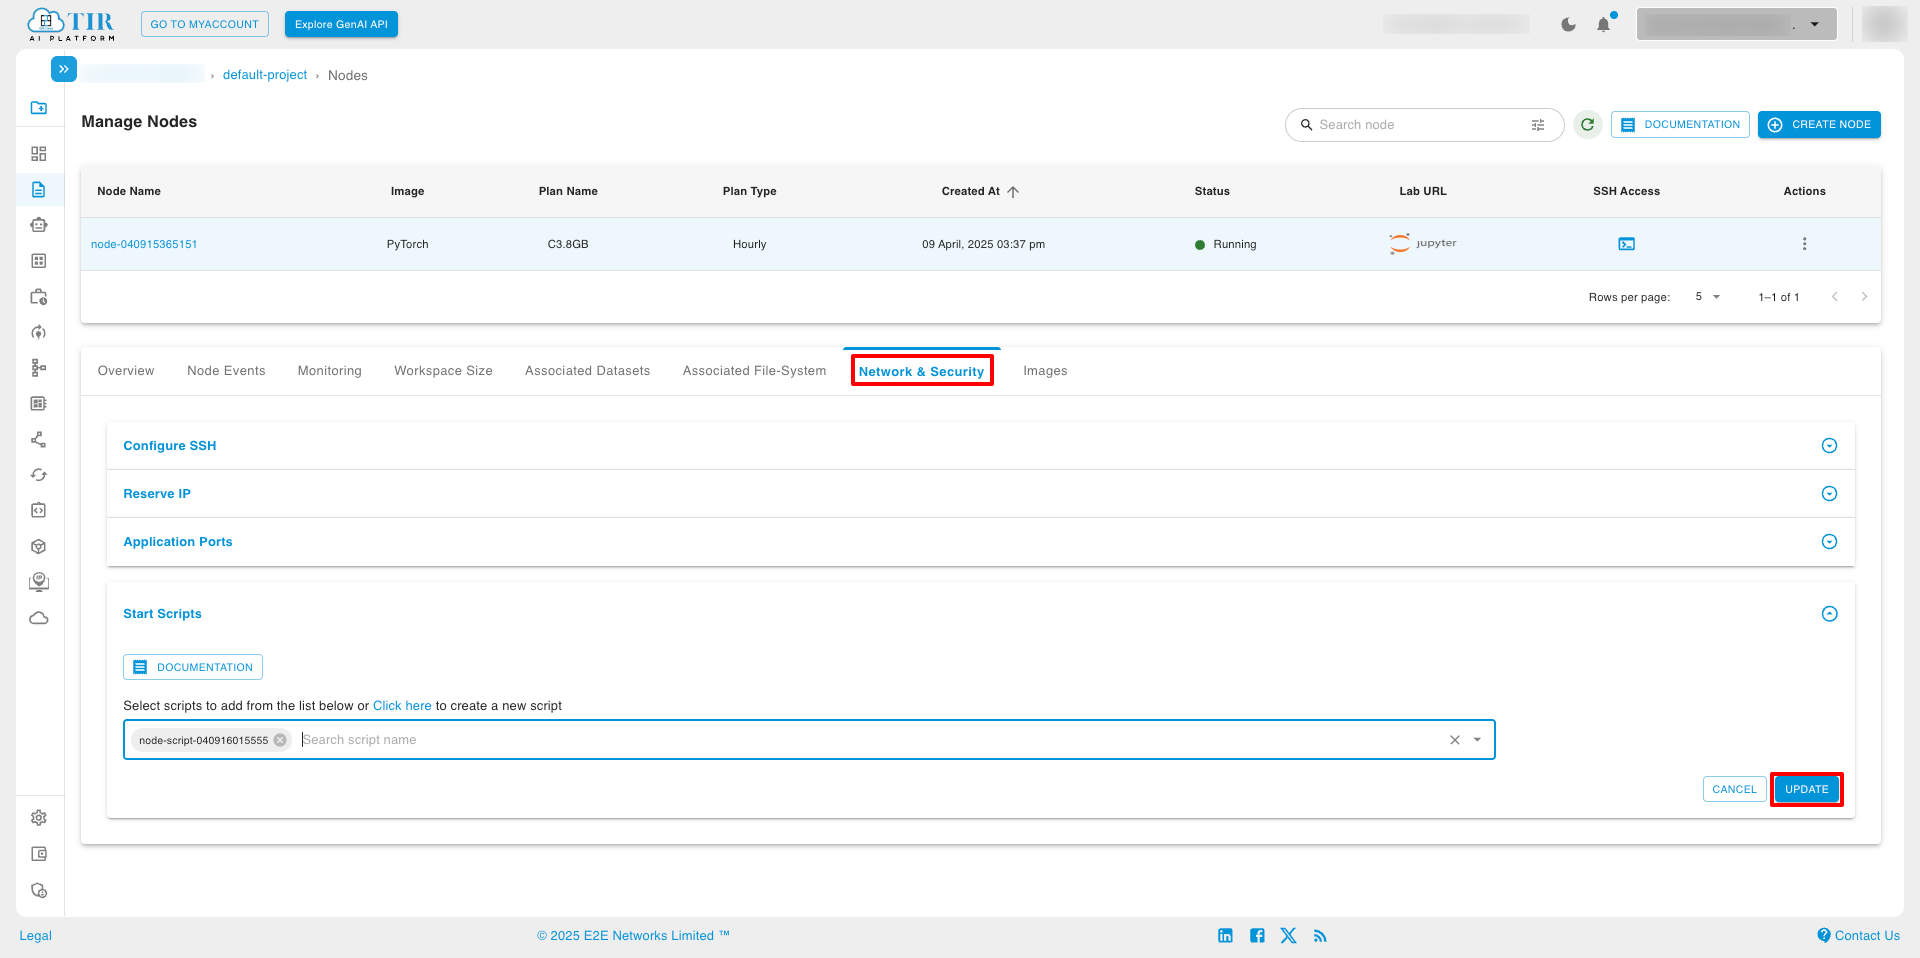 TIR
AI PLATFORM
GO TO MYACCOUNT
Explore GenAI API
› default-project › Nodes
Manage Nodes
Search node
DOCUMENTATION
CREATE NODE
Node Name Image Plan Name Plan Type Created At Status Lab URL SSH Access Actions
node-040915365151 PyTorch C3.8GB Hourly 09 April, 2025 03:37 pm Running jupyter
Rows per page: 5 1–1 of 1
Overview Node Events Monitoring Workspace Size Associated Datasets Associated File-System Network & Security Images
Configure SSH
Reserve IP
Application Ports
Start Scripts
DOCUMENTATION
Select scripts to add from the list below or Click here to create a new script
node-script-040916015555 Search script name
CANCEL UPDATE
Legal © 2025 E2E Networks Limited ™ Contact Us